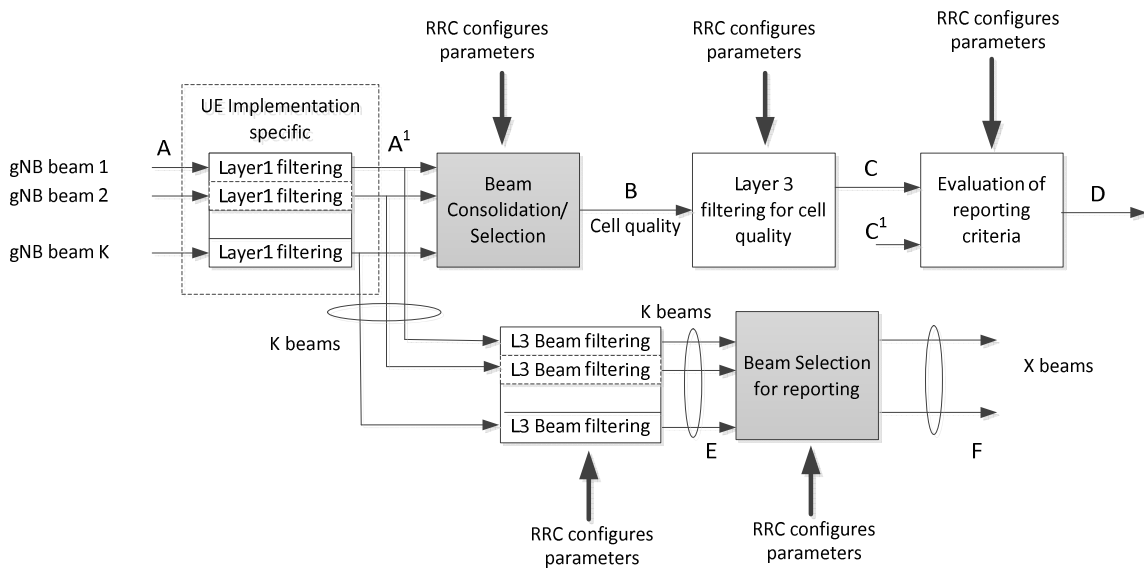 RRC configures
parameters
RRC configures
parameters
RRC configures
parameters
UE Implementation
specific
A
A¹
gNB beam 1
Layer1 filtering
gNB beam 2
Layer1 filtering
gNB beam K
Layer1 filtering
Beam
Consolidation/
Selection
B
Cell quality
Layer 3
filtering for cell
quality
C
C¹
Evaluation of
reporting
criteria
D
K beams
L3 Beam filtering
L3 Beam filtering
L3 Beam filtering
K beams
E
Beam Selection
for reporting
X beams
F
RRC configures
parameters
RRC configures
parameters